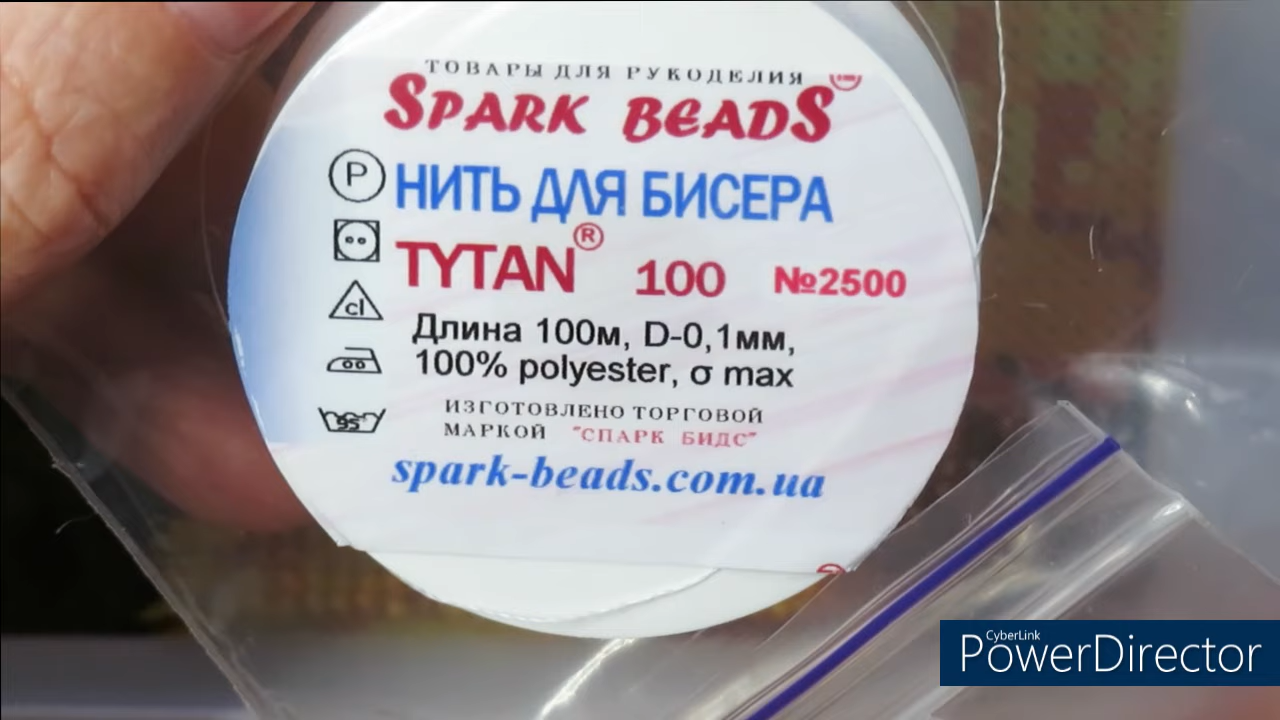 ТОВАРЫ ДЛЯ РУКОДЕЛИЯ
SPARK BEADS
P НИТЬ ДЛЯ БИСЕРА
TYTAN® 100 №2500
cl
Длина 100м, D-0,1мм,
100% polyester, σ max
95°
ИЗГОТОВЛЕНО ТОРГОВОЙ
МАРКОЙ "СПАРК БИДС"
spark-beads.com.ua
CyberLink
PowerDirector